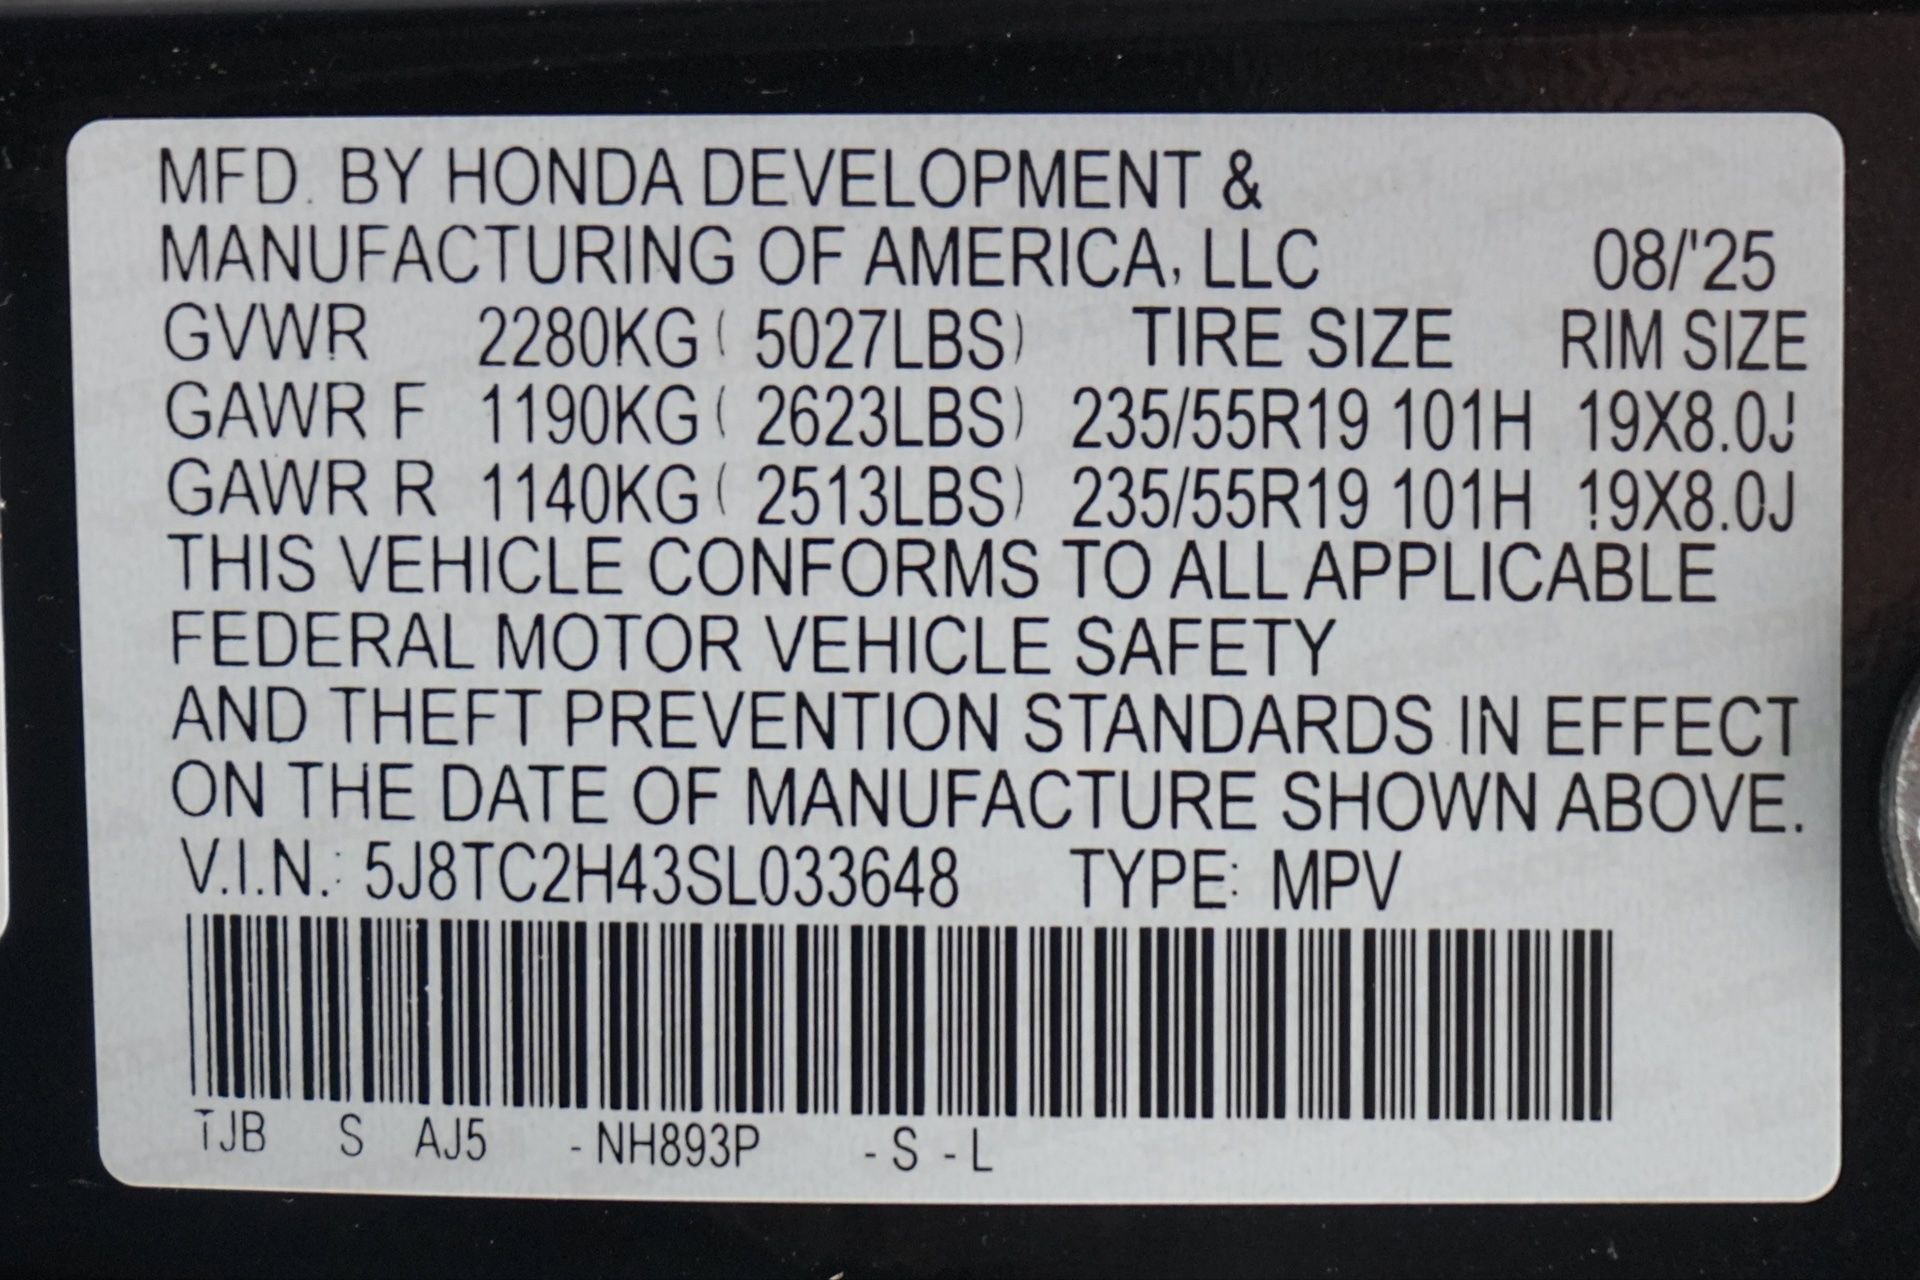 MFD. BY HONDA DEVELOPMENT &
MANUFACTURING OF AMERICA, LLC 08/'25
GVWR 2280KG ( 5027LBS) TIRE SIZE RIM SIZE
GAWR F 1190KG ( 2623LBS) 235/55R19 101H 19X8.0J
GAWR R 1140KG ( 2513LBS) 235/55R19 101H 19X8.0J
THIS VEHICLE CONFORMS TO ALL APPLICABLE
FEDERAL MOTOR VEHICLE SAFETY
AND THEFT PREVENTION STANDARDS IN EFFECT
ON THE DATE OF MANUFACTURE SHOWN ABOVE.
V.I.N.: 5J8TC2H43SL033648 TYPE: MPV
TJB S AJ5 - NH893P - S - L